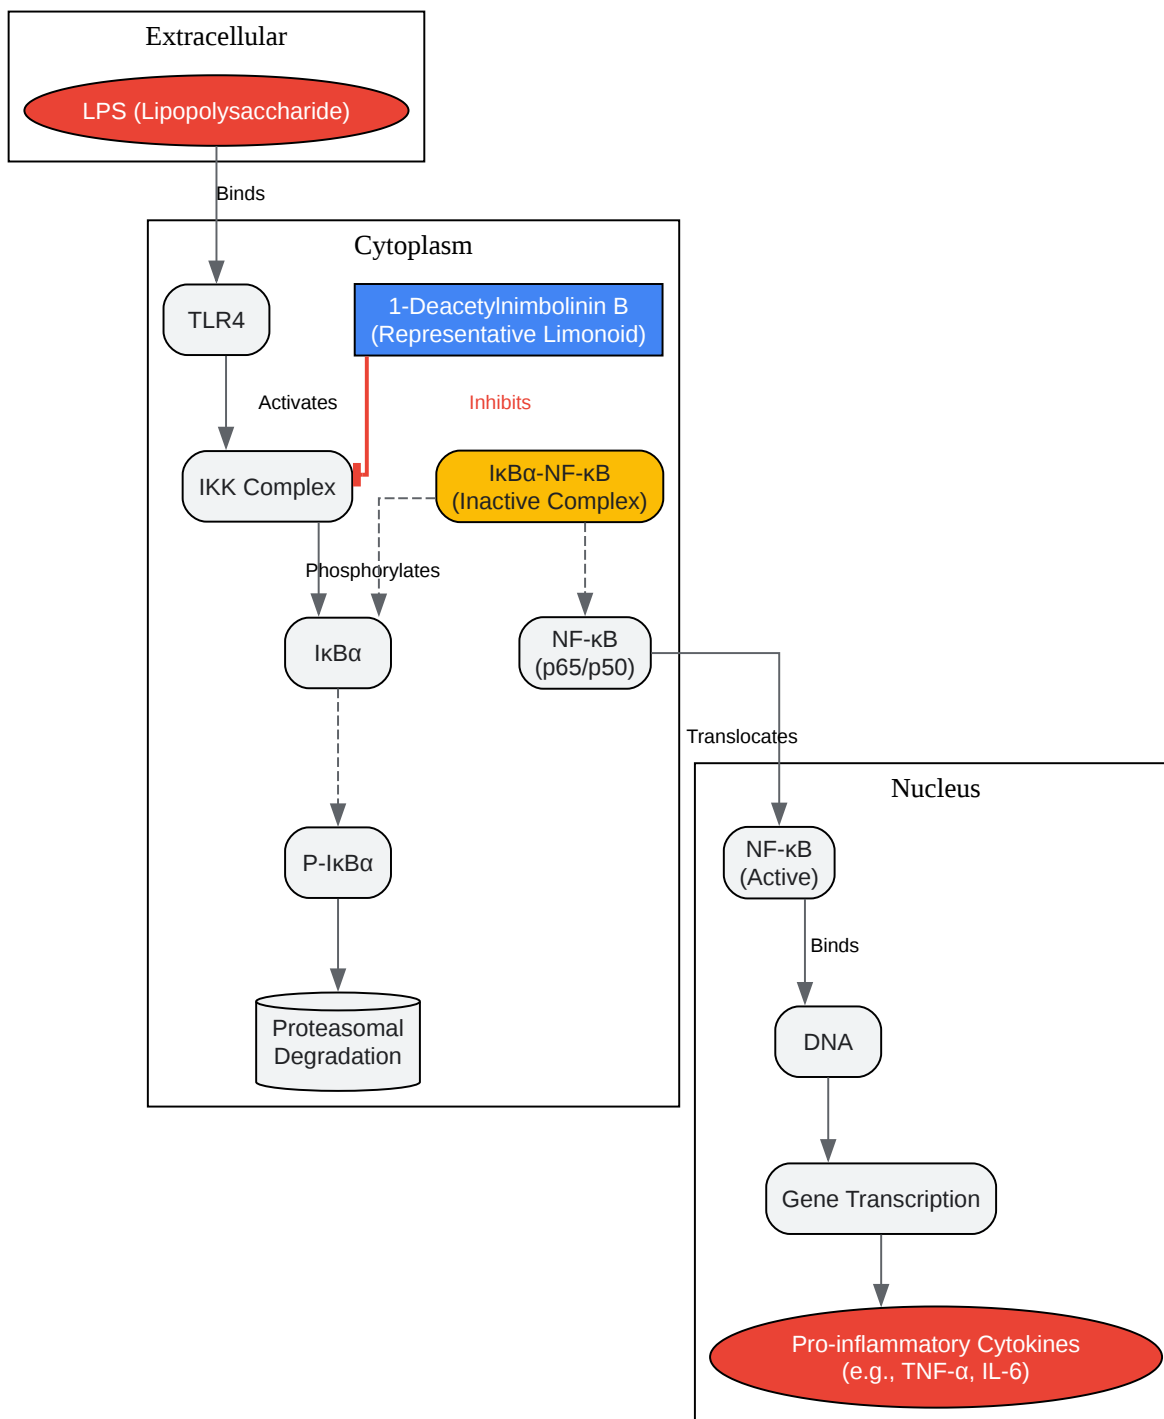 Extracellular
LPS (Lipopolysaccharide)
Binds
Cytoplasm
TLR4
1-Deacetylnimbolinin B
(Representative Limonoid)
Activates
Inhibits
IKK Complex
IκBα-NF-κB
(Inactive Complex)
Phosphorylates
IκBα
NF-κB
(p65/p50)
Translocates
Nucleus
P-IκBα
NF-κB
(Active)
Binds
Proteasomal
Degradation
DNA
Gene Transcription
Pro-inflammatory Cytokines
(e.g., TNF-α, IL-6)